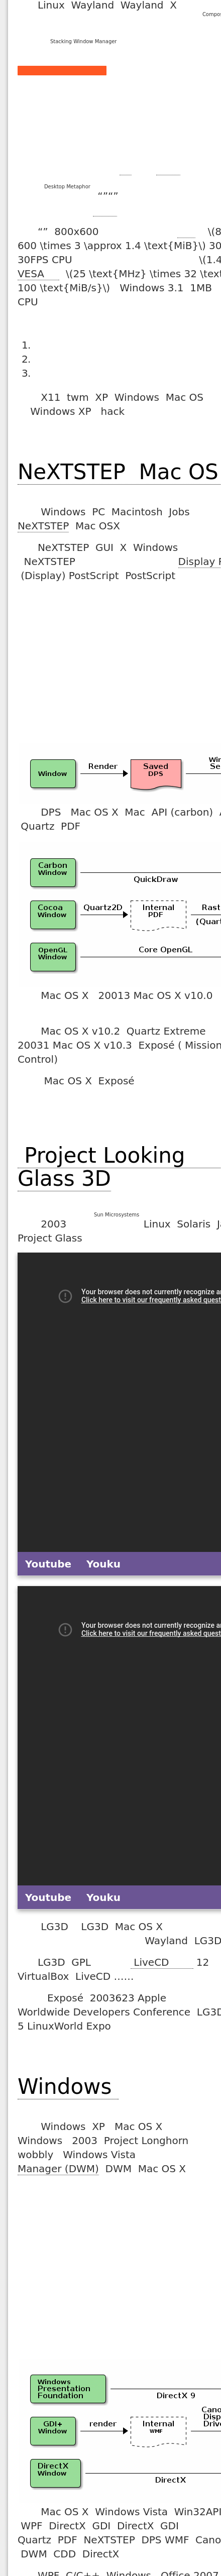 Linux Wayland Wayland X
Compos
Stacking Window Manager
Desktop Metaphor
“”“”
“” 800x600 \(8
600 \times 3 \approx 1.4 \text{MiB}\) 30
30FPS CPU \(1.4
VESA \(25 \text{MHz} \times 32 \text
100 \text{MiB/s}\) Windows 3.1 1MB
CPU
1.
2.
3.
X11 twm XP Windows Mac OS
Windows XP hack
NeXTSTEP Mac OS
Windows PC Macintosh Jobs
NeXTSTEP Mac OSX
NeXTSTEP GUI X Windows
NeXTSTEP Display P
(Display) PostScript PostScript
Window
Render
Saved
DPS
Win
Se
DPS Mac OS X Mac API (carbon) A
Quartz PDF
Carbon
Window
QuickDraw
Cocoa
Window
Quartz2D
Internal
PDF
Rast
(Quart
OpenGL
Window
Core OpenGL
Mac OS X 20013 Mac OS X v10.0
Mac OS X v10.2 Quartz Extreme
20031 Mac OS X v10.3 Exposé ( Mission
Control)
Mac OS X Exposé
Project Looking
Glass 3D
Sun Microsystems
2003 Linux Solaris J
Project Glass
Your browser does not currently recognize a
Click here to visit our frequently asked quest
Youtube Youku
Your browser does not currently recognize a
Click here to visit our frequently asked quest
Youtube Youku
LG3D LG3D Mac OS X
Wayland LG3D
LG3D GPL LiveCD 12
VirtualBox LiveCD ……
Exposé 2003623 Apple
Worldwide Developers Conference LG3D
5 LinuxWorld Expo
Windows
Windows XP Mac OS X
Windows 2003 Project Longhorn
wobbly Windows Vista
Manager (DWM) DWM Mac OS X
Windows
Presentation
Foundation
DirectX 9
GDI+
Window
render
Internal
WMF
Cano
Disp
Drive
DirectX
Window
DirectX
Mac OS X Windows Vista Win32API
WPF DirectX GDI DirectX GDI
Quartz PDF NeXTSTEP DPS WMF Cano
DWM CDD DirectX
WPF C/C++ Windows Office 2007